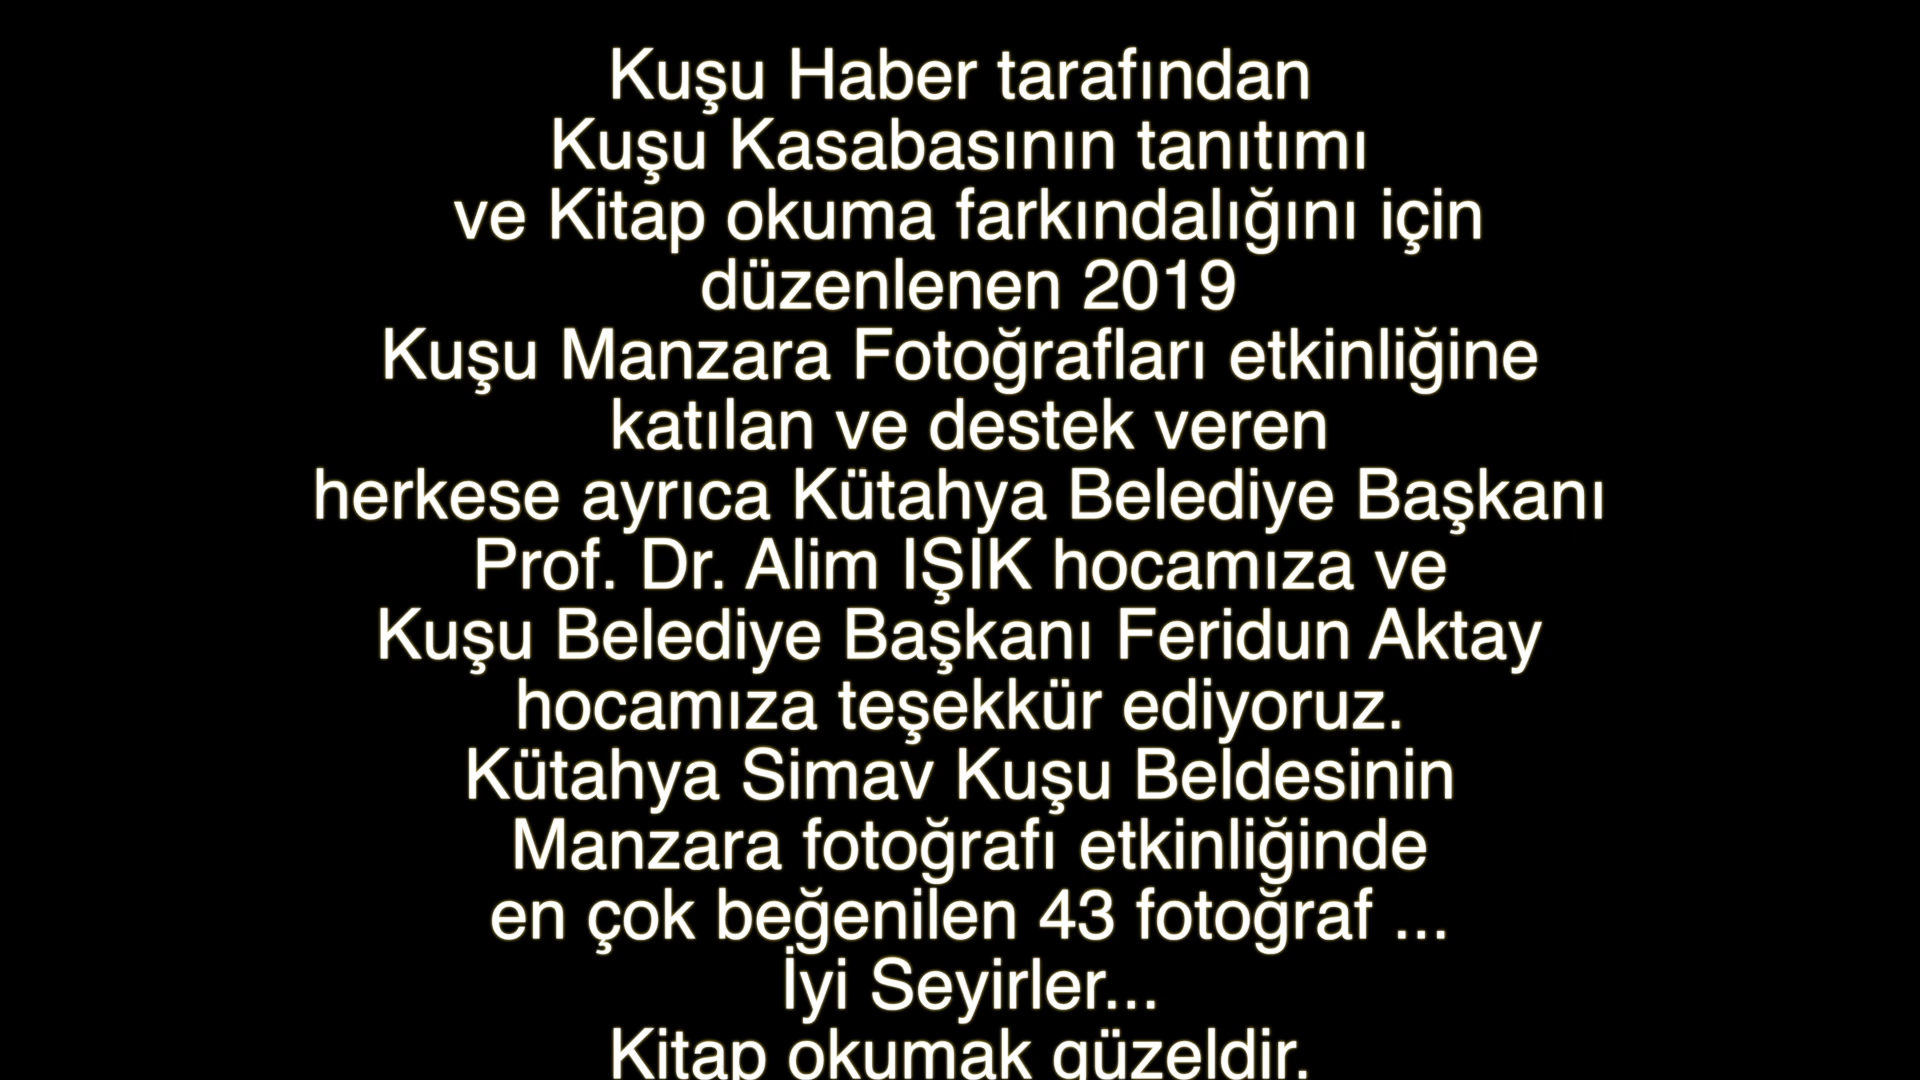 Kuşu Haber tarafından
Kuşu Kasabasının tanıtımı
ve Kitap okuma farkındalığını için
düzenlenen 2019
Kuşu Manzara Fotoğrafları etkinliğine
katılan ve destek veren
herkese ayrıca Kütahya Belediye Başkanı
Prof. Dr. Alim IŞIK hocamıza ve
Kuşu Belediye Başkanı Feridun Aktay
hocamıza teşekkür ediyoruz.
Kütahya Simav Kuşu Beldesinin
Manzara fotoğrafı etkinliğinde
en çok beğenilen 43 fotoğraf ...
İyi Seyirler...
Kitap okumak güzeldir.